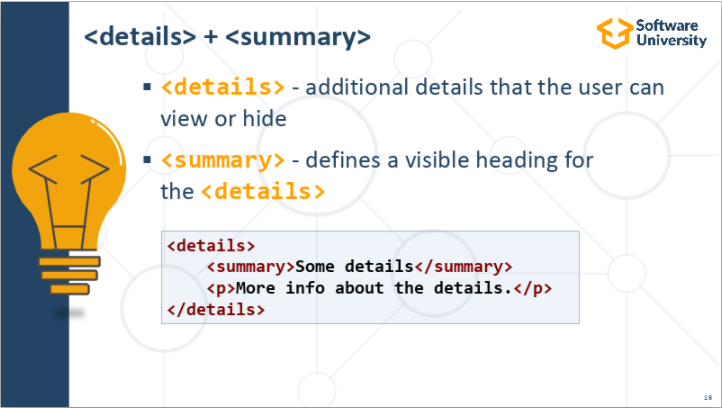 <details> + <summary>
Software
University
▪ <details> - additional details that the user can
view or hide
▪ <summary> - defines a visible heading for
the <details>
<details>
    <summary>Some details</summary>
    <p>More info about the details.</p>
</details>
16